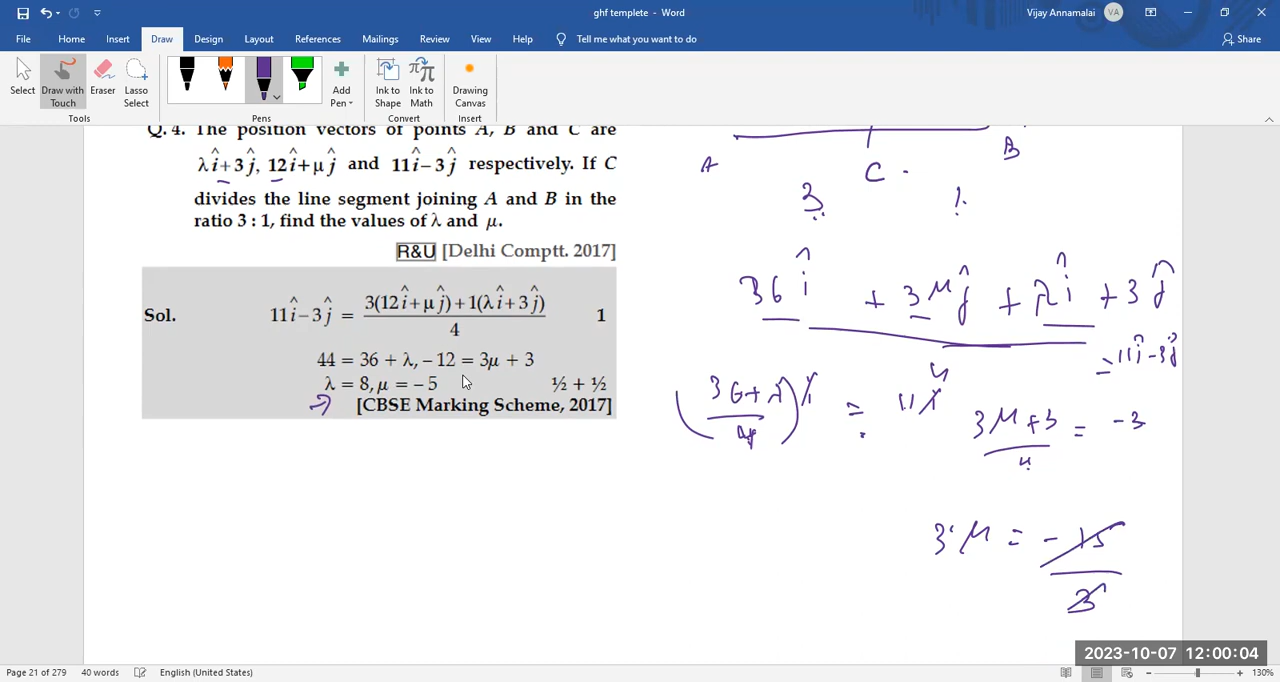 ghf templete - Word
Vijay Annamalai VA
File Home Insert Draw Design Layout References Mailings Review View Help Tell me what you want to do Share
Select Draw with Touch Eraser Lasso Select Add Pen Ink to Shape Ink to Math Drawing Canvas
Tools Pens Convert Insert
Q. 4. The position vectors of points A, B and C are
λî+3ĵ, 12î+μĵ and 11î–3ĵ respectively. If C
divides the line segment joining A and B in the
ratio 3 : 1, find the values of λ and μ.
R&U [Delhi Comptt. 2017]
Sol. 11î–3ĵ = 3(12î+μĵ)+1(λî+3ĵ) / 4 1
44 = 36 + λ, – 12 = 3μ + 3
λ = 8, μ = – 5 ½ + ½
[CBSE Marking Scheme, 2017]
A C B
3 1
36 î + 3μĵ + λî + 3ĵ
4 = 11î-3ĵ
(36+λ / 4) î = 11î 3μ+3 / 4 = -3
3μ = -15 / 3
2023-10-07 12:00:04
Page 21 of 279 40 words English (United States) 130%